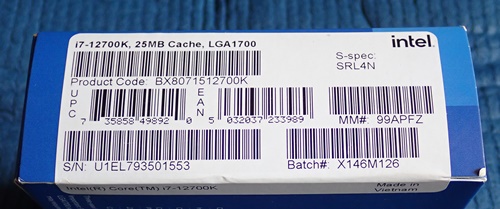 i7-12700K, 25MB Cache, LGA1700
intel.
S-spec:
SRL4N
Product Code: BX8071512700K
UPC
7 35858 49892 0
EAN
5 032037 233989
MM#: 99APFZ
S/N: U1EL793501553
Batch#: X146M126
Intel(R) Core(TM) i7-12700K
Made in
Vietnam